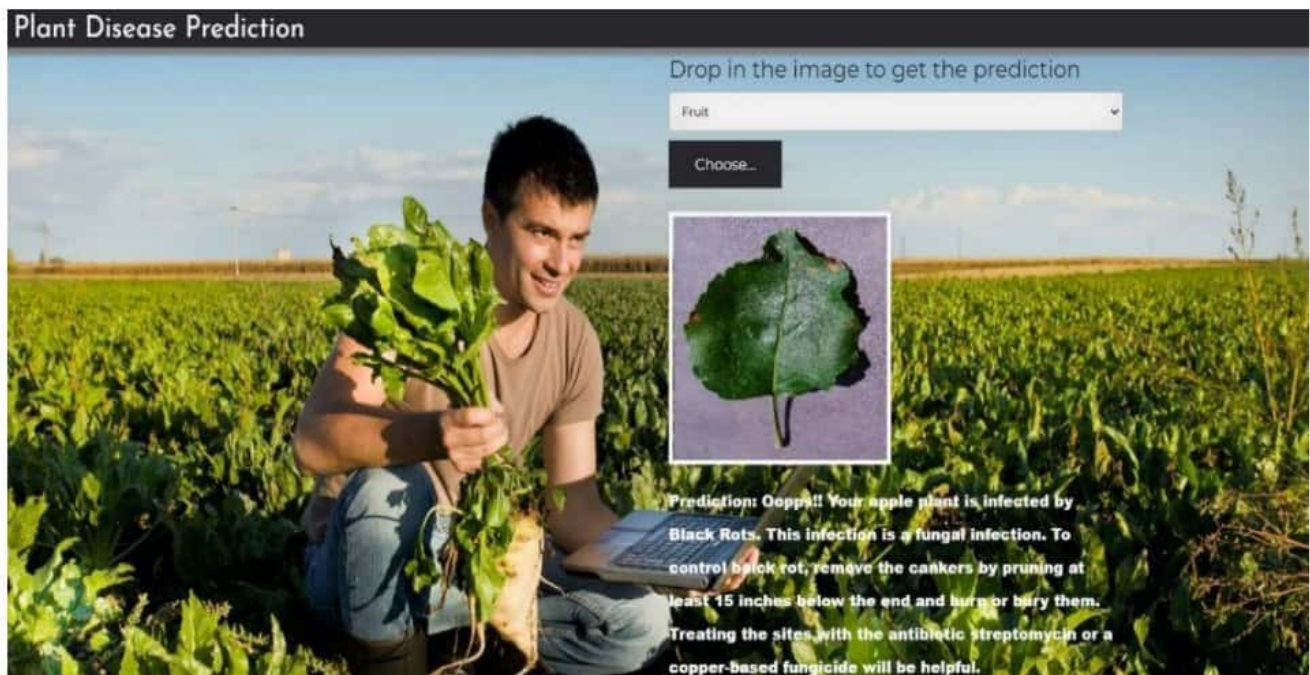 Plant Disease Prediction
Drop in the image to get the prediction
Fruit
Choose...
Prediction: Oopps!! Your apple plant is infected by
Black Rots. This infection is a fungal infection. To
control balck rot, remove the cankers by pruning at
least 15 inches below the end and burn or bury them.
Treating the sites with the antibiotic streptomycin or a
copper-based fungicide will be helpful.